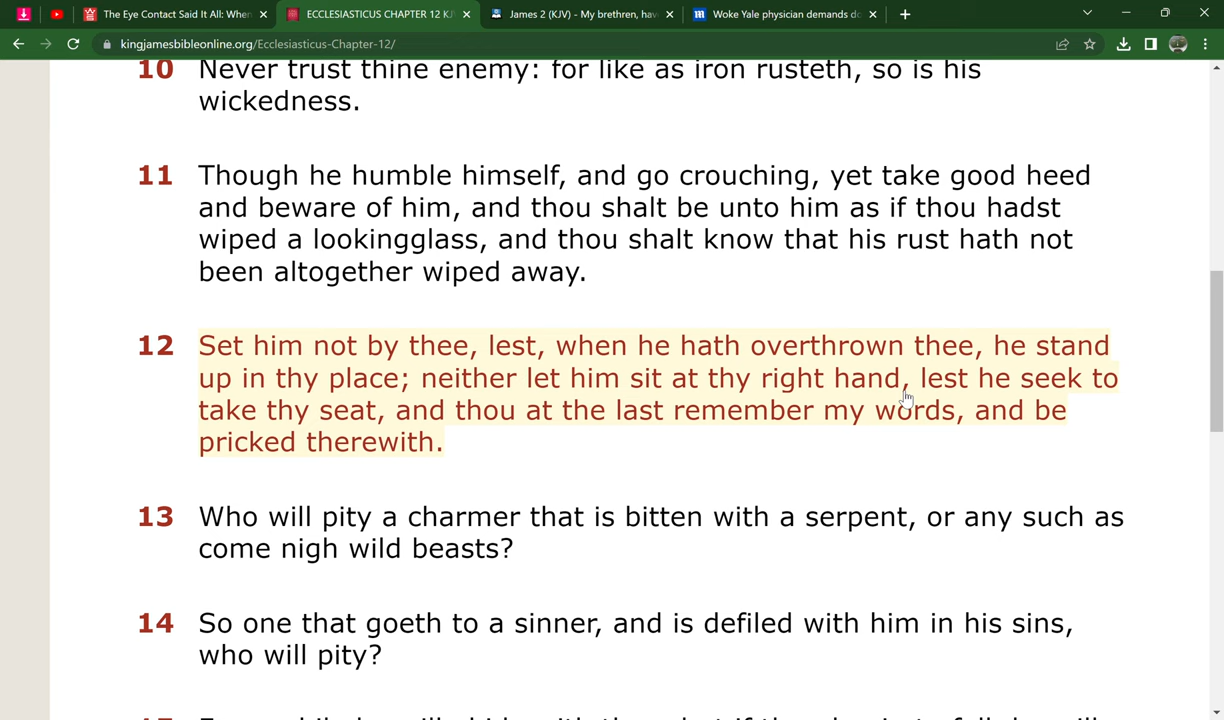 The Eye Contact Said It All: When
ECCLESIASTICUS CHAPTER 12 KJ
James 2 (KJV) - My brethren, hav
Woke Yale physician demands do
kingjamesbibleonline.org/Ecclesiasticus-Chapter-12/
10 Never trust thine enemy: for like as iron rusteth, so is his
wickedness.
11 Though he humble himself, and go crouching, yet take good heed
and beware of him, and thou shalt be unto him as if thou hadst
wiped a lookingglass, and thou shalt know that his rust hath not
been altogether wiped away.
12 Set him not by thee, lest, when he hath overthrown thee, he stand
up in thy place; neither let him sit at thy right hand, lest he seek to
take thy seat, and thou at the last remember my words, and be
pricked therewith.
13 Who will pity a charmer that is bitten with a serpent, or any such as
come nigh wild beasts?
14 So one that goeth to a sinner, and is defiled with him in his sins,
who will pity?